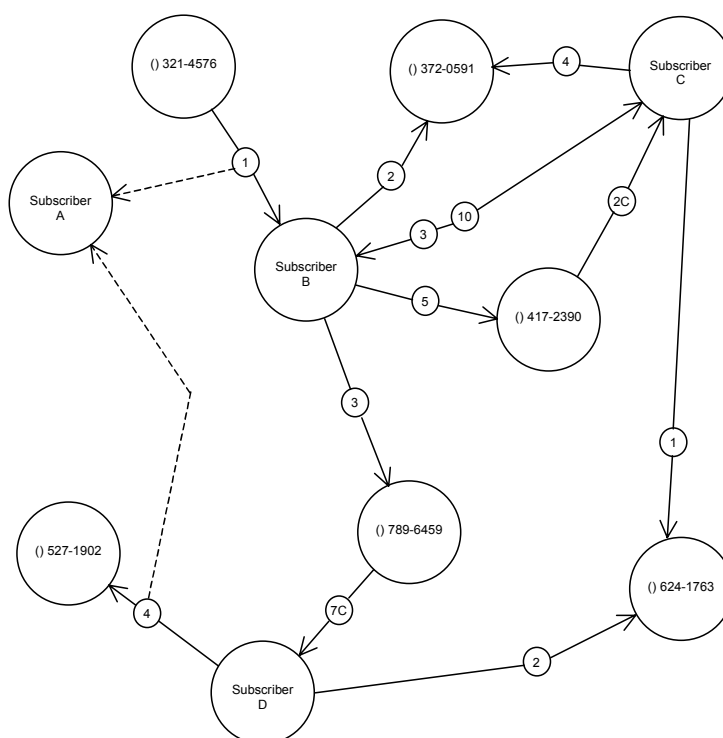 () 321-4576
() 372-0591
4
Subscriber
C
1
2
Subscriber
A
2C
10
3
Subscriber
B
5
() 417-2390
3
1
() 789-6459
() 527-1902
() 624-1763
4
7C
2
Subscriber
D